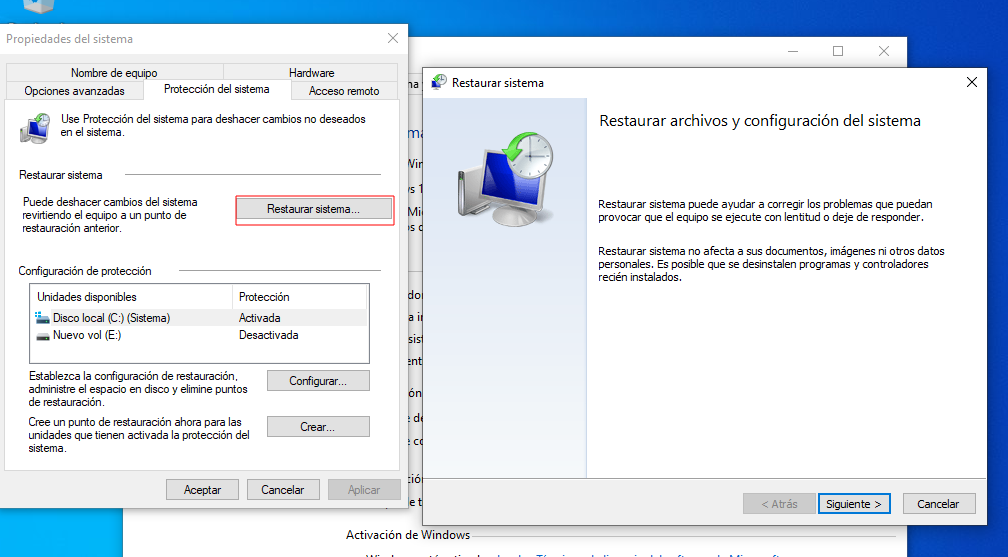 Propiedades del sistema
Nombre de equipo
Hardware
Opciones avanzadas
Protección del sistema
Acceso remoto
Use Protección del sistema para deshacer cambios no deseados
en el sistema.
Restaurar sistema
Puede deshacer cambios del sistema
revirtiendo el equipo a un punto de
restauración anterior.
Restaurar sistema...
Configuración de protección
Unidades disponibles
Protección
Disco local (C:) (Sistema)
Activada
Nuevo vol (E:)
Desactivada
Establezca la configuración de restauración,
administre el espacio en disco y elimine puntos
de restauración.
Configurar...
Cree un punto de restauración ahora para las
unidades que tienen activada la protección del
sistema.
Crear...
Aceptar
Cancelar
Aplicar
Restaurar sistema
Restaurar archivos y configuración del sistema
Restaurar sistema puede ayudar a corregir los problemas que puedan
provocar que el equipo se ejecute con lentitud o deje de responder.
Restaurar sistema no afecta a sus documentos, imágenes ni otros datos
personales. Es posible que se desinstalen programas y controladores
recién instalados.
< Atrás
Siguiente >
Cancelar
Activación de Windows